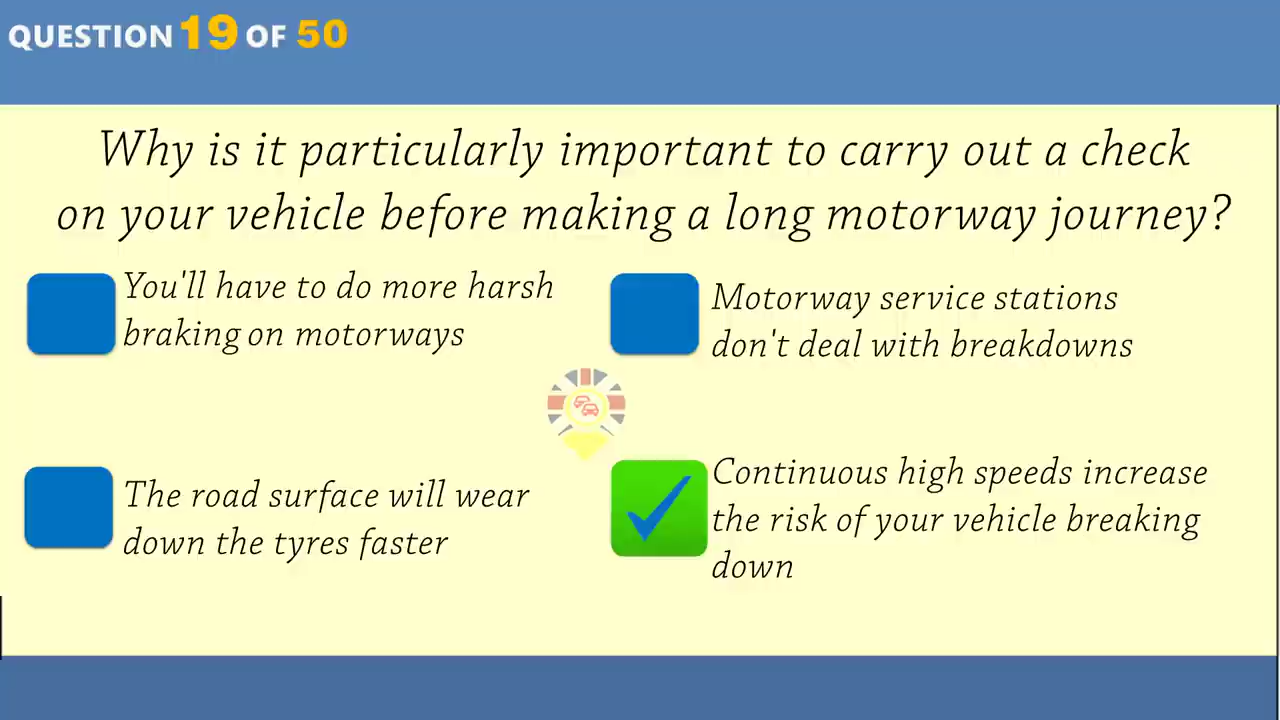 QUESTION 19 OF 50
Why is it particularly important to carry out a check
on your vehicle before making a long motorway journey?
You'll have to do more harsh
braking on motorways
Motorway service stations
don't deal with breakdowns
The road surface will wear
down the tyres faster
Continuous high speeds increase
the risk of your vehicle breaking
down